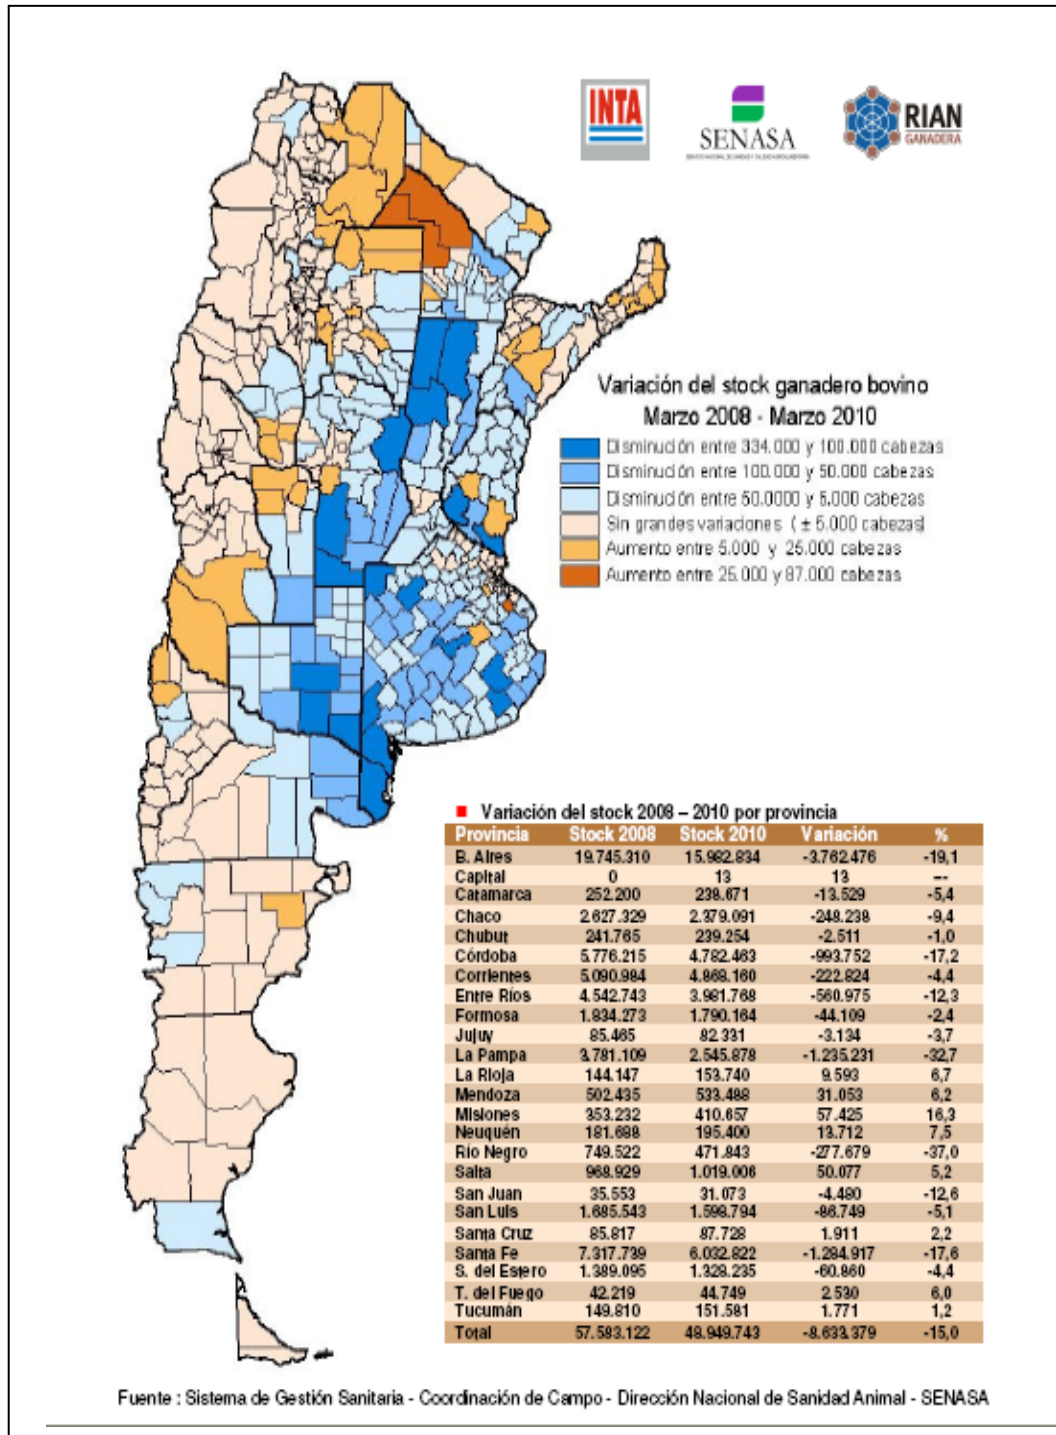 INTA
SENASA
RIAN
GANADERA
Variación del stock ganadero bovino
Marzo 2008 - Marzo 2010
Disminución entre 334.000 y 100.000 cabezas
Disminución entre 100.000 y 50.000 cabezas
Disminución entre 50.0000 y 5.000 cabezas
Sin grandes variaciones ( ± 5.000 cabezas)
Aumento entre 5.000 y 25.000 cabezas
Aumento entre 25.000 y 87.000 cabezas
Variación del stock 2008 – 2010 por provincia
Provincia Stock 2008 Stock 2010 Variación %
B. Aires 19.745.310 15.982.834 -3.762.476 -19,1
Capital 0 13 13 ---
Catamarca 252.200 238.671 -13.529 -5,4
Chaco 2.627.329 2.379.091 -248.238 -9,4
Chubut 241.765 239.254 -2.511 -1,0
Córdoba 5.776.215 4.782.463 -993.752 -17,2
Corrientes 5.090.984 4.868.160 -222.824 -4,4
Entre Ríos 4.542.743 3.981.768 -560.975 -12,3
Formosa 1.834.273 1.790.164 -44.109 -2,4
Jujuy 85.465 82.331 -3.134 -3,7
La Pampa 3.781.109 2.545.878 -1.235.231 -32,7
La Rioja 144.147 153.740 9.593 6,7
Mendoza 502.435 533.488 31.053 6,2
Misiones 353.232 410.657 57.425 16,3
Neuquén 181.688 195.400 13.712 7,5
Río Negro 749.522 471.843 -277.679 -37,0
Salta 968.929 1.019.006 50.077 5,2
San Juan 35.553 31.073 -4.480 -12,6
San Luis 1.685.543 1.598.794 -86.749 -5,1
Santa Cruz 85.817 87.728 1.911 2,2
Santa Fe 7.317.739 6.032.822 -1.284.917 -17,6
S. del Estero 1.389.095 1.328.235 -60.860 -4,4
T. del Fuego 42.219 44.749 2.530 6,0
Tucumán 149.810 151.581 1.771 1,2
Total 57.583.122 48.949.743 -8.633.379 -15,0
Fuente : Sistema de Gestión Sanitaria - Coordinación de Campo - Dirección Nacional de Sanidad Animal - SENASA